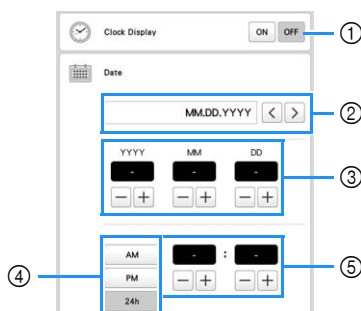 Clock Display ON OFF ①
Date
MM.DD.YYYY < > ②
YYYY MM DD
- - - ③
− + − + − +
④ AM - : - ⑤
PM − + − +
24h